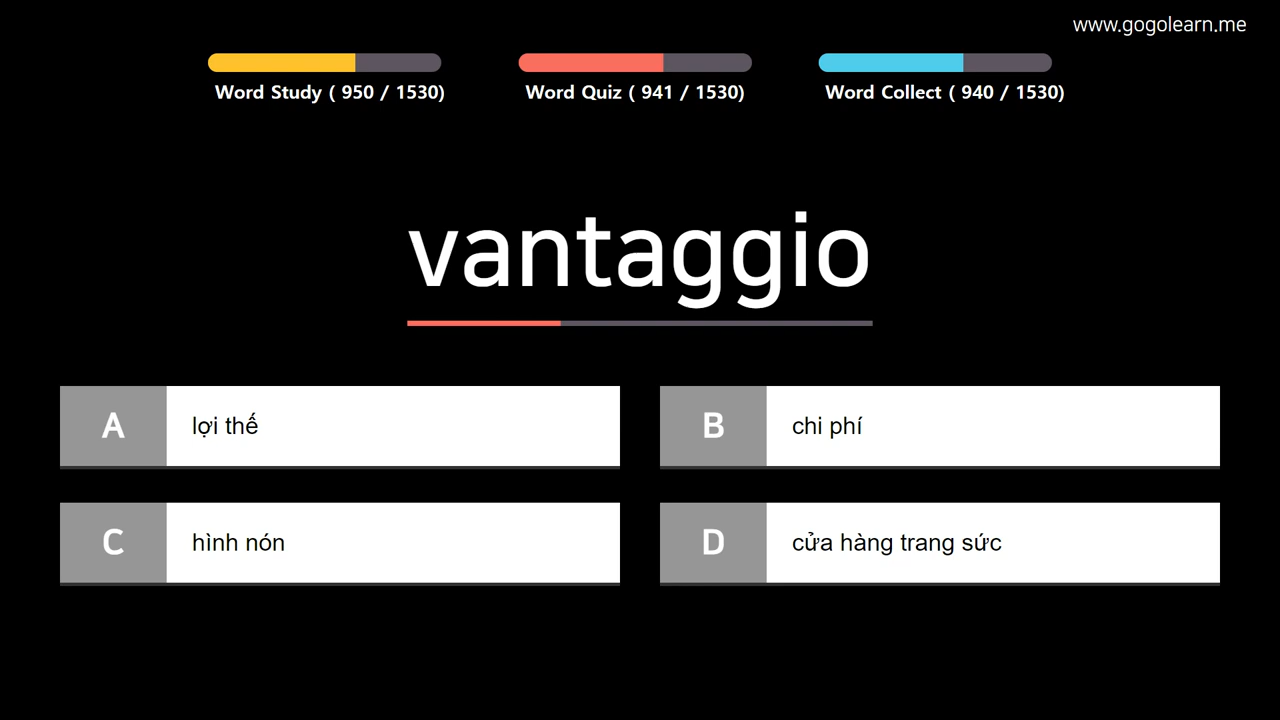 www.gogolearn.me
Word Study ( 950 / 1530)
Word Quiz ( 941 / 1530)
Word Collect ( 940 / 1530)
vantaggio
A
lợi thế
B
chi phí
C
hình nón
D
cửa hàng trang sức